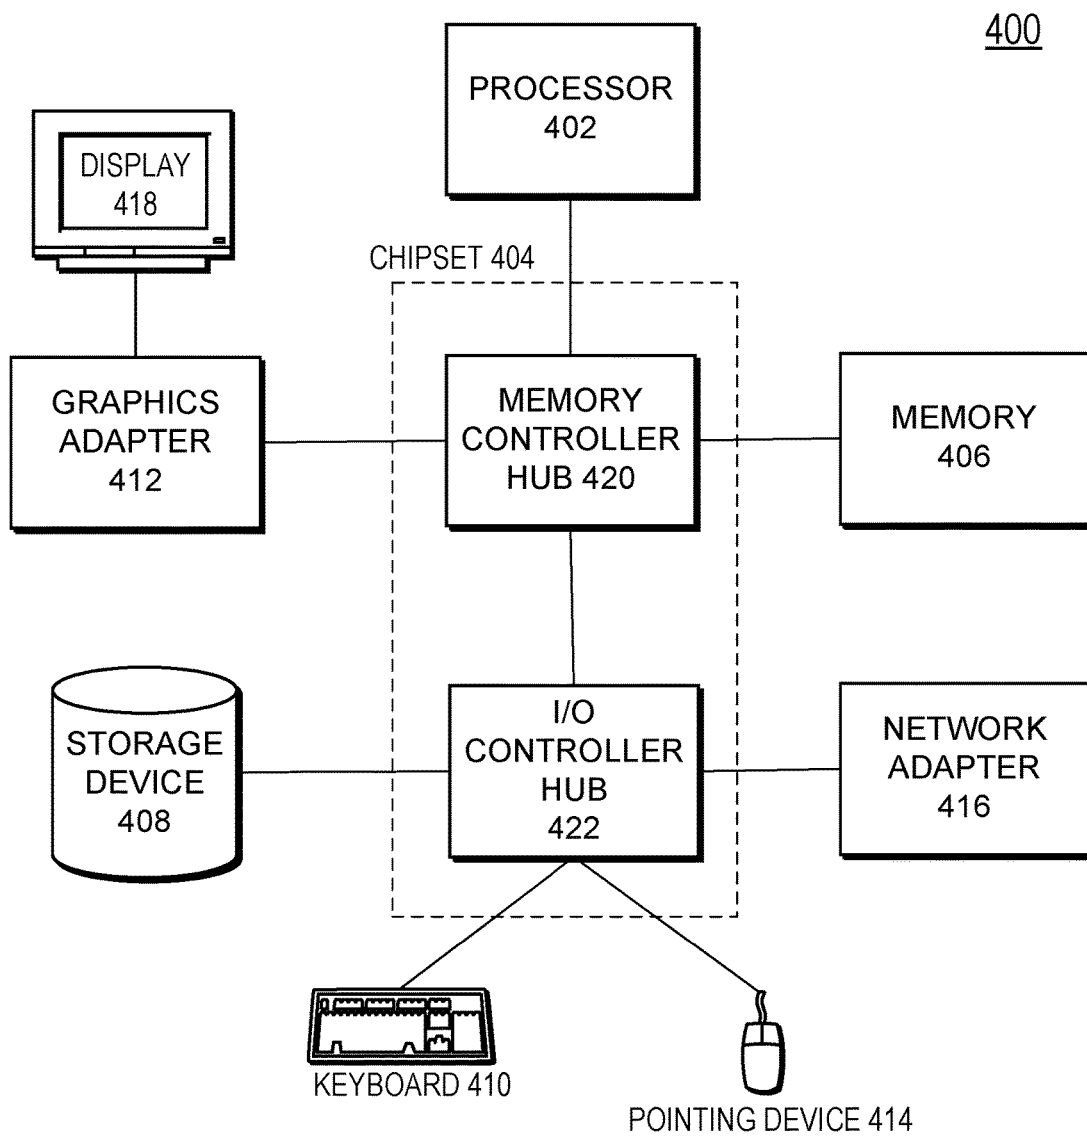 400
PROCESSOR
402
DISPLAY
418
CHIPSET 404
GRAPHICS
ADAPTER
412
MEMORY
CONTROLLER
HUB 420
MEMORY
406
STORAGE
DEVICE
408
I/O
CONTROLLER
HUB
422
NETWORK
ADAPTER
416
KEYBOARD 410
POINTING DEVICE 414